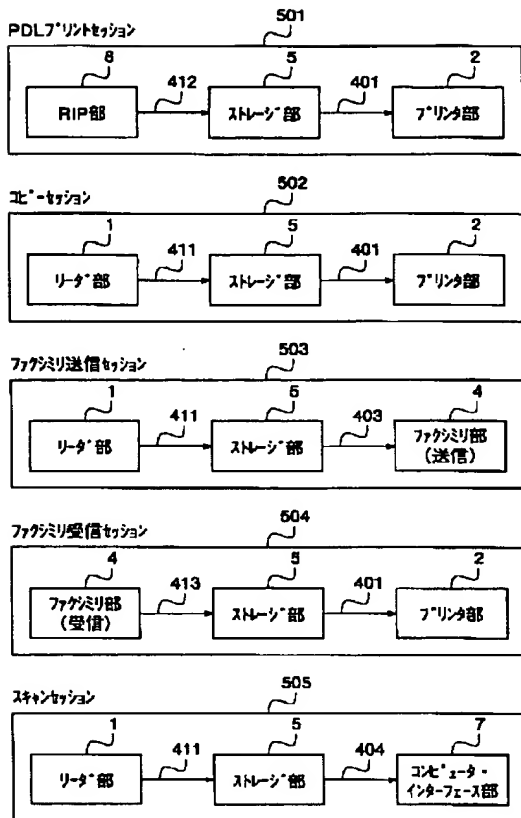 PDLプリントセッション
501
8
412
5
401
2
RIP部
ストレージ部
プリンタ部
コピーセッション
502
1
411
5
401
2
リーダ部
ストレージ部
プリンタ部
ファクシミリ送信セッション
503
1
411
5
403
4
リーダ部
ストレージ部
ファクシミリ部
(送信)
ファクシミリ受信セッション
504
4
413
5
401
2
ファクシミリ部
(受信)
ストレージ部
プリンタ部
スキャンセッション
505
1
411
5
404
7
リーダ部
ストレージ部
コンピュータ・
インターフェース部